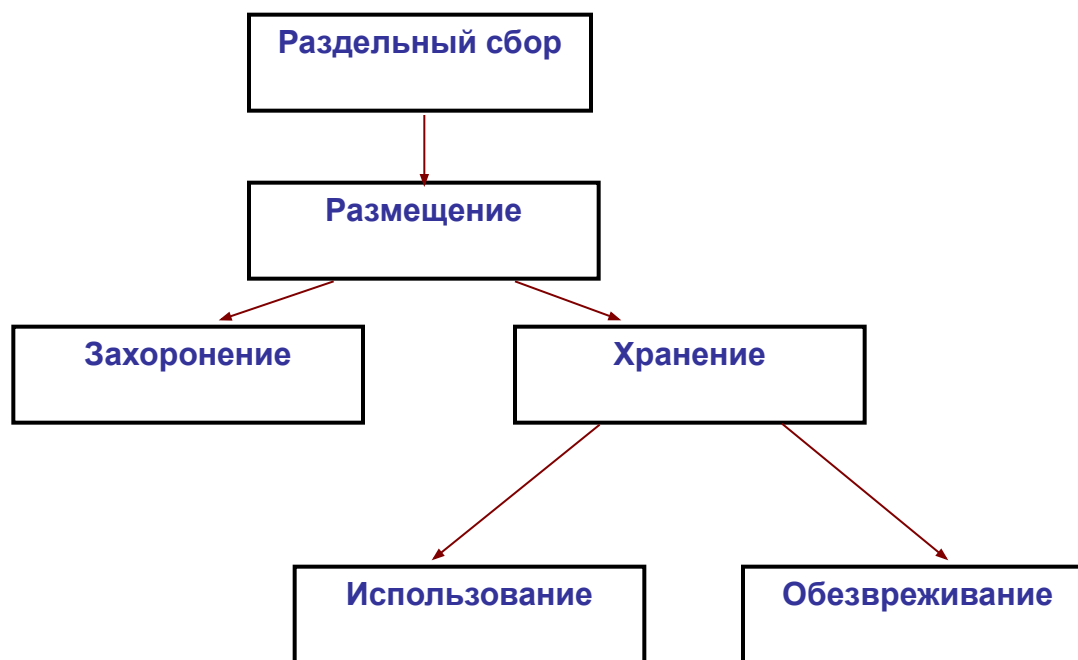 Раздельный сбор
Размещение
Захоронение
Хранение
Использование
Обезвреживание